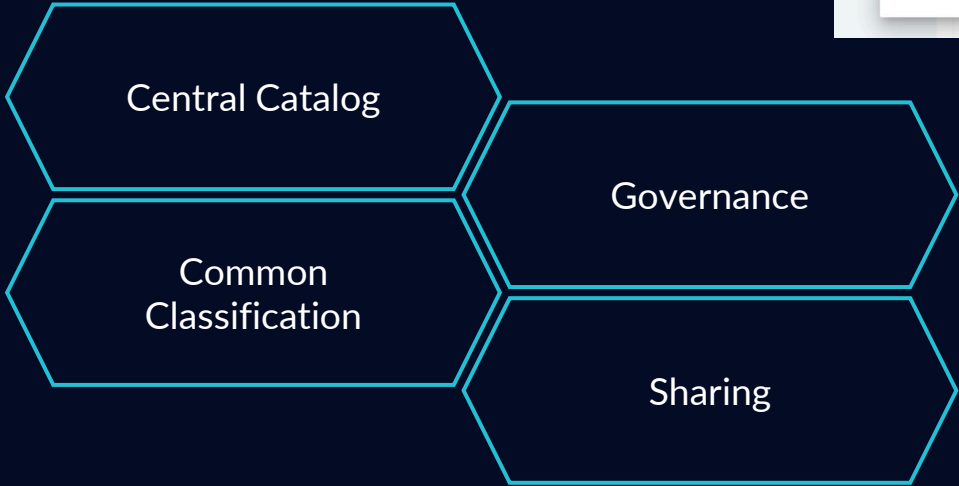 Central Catalog
Governance
Common
Classification
Sharing